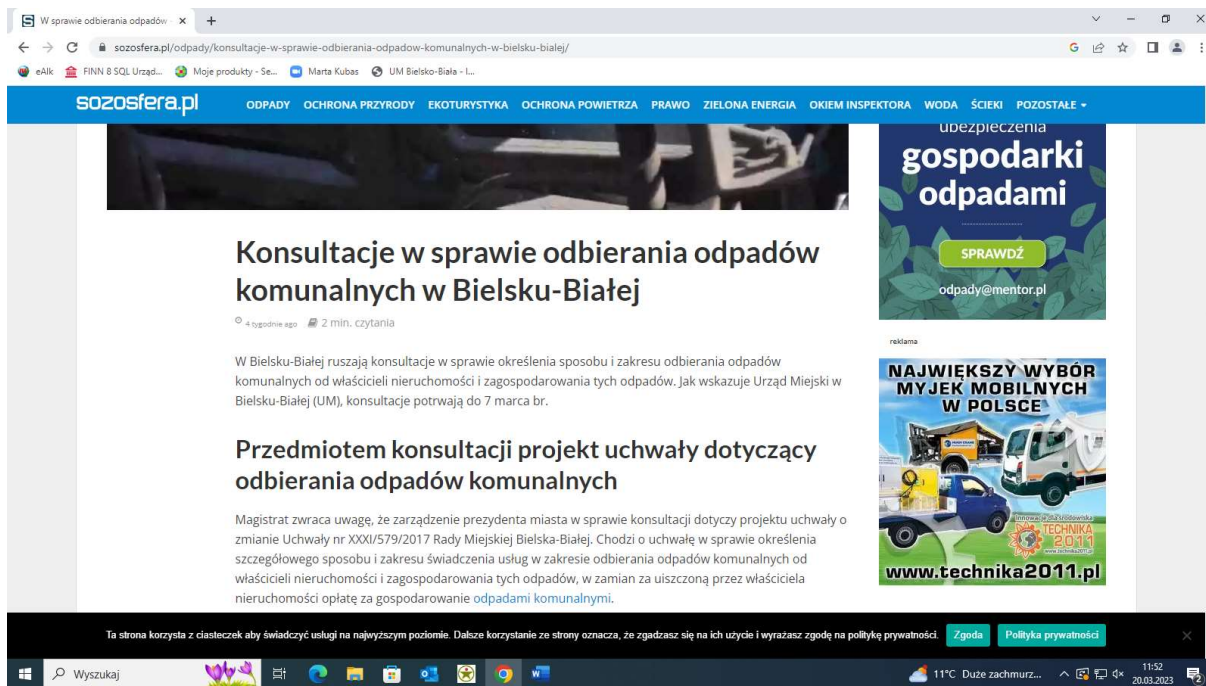 W sprawie odbierania odpadów
sozosfera.pl/odpady/konsultacje-w-sprawie-odbierania-odpadow-komunalnych-w-bielsku-bialej/
eAlk FINN 8 SQL Urząd... Moje produkty - Se... Marta Kubas UM Bielsko-Biała - I...
sozosfera.pl ODPADY OCHRONA PRZYRODY EKOTURYSTYKA OCHRONA POWIETRZA PRAWO ZIELONA ENERGIA OKIEM INSPEKTORA WODA ŚCIEKI POZOSTAŁE
ubezpieczenia
gospodarki
odpadami
SPRAWDŹ
odpady@mentor.pl
Konsultacje w sprawie odbierania odpadów
komunalnych w Bielsku-Białej
4 tygodnie ago 2 min. czytania
W Bielsku-Białej ruszają konsultacje w sprawie określenia sposobu i zakresu odbierania odpadów
komunalnych od właścicieli nieruchomości i zagospodarowania tych odpadów. Jak wskazuje Urząd Miejski w
Bielsku-Białej (UM), konsultacje potrwają do 7 marca br.
Przedmiotem konsultacji projekt uchwały dotyczący
odbierania odpadów komunalnych
Magistrat zwraca uwagę, że zarządzenie prezydenta miasta w sprawie konsultacji dotyczy projektu uchwały o
zmianie Uchwały nr XXXI/579/2017 Rady Miejskiej Bielska-Białej. Chodzi o uchwałę w sprawie określenia
szczegółowego sposobu i zakresu świadczenia usług w zakresie odbierania odpadów komunalnych od
właścicieli nieruchomości i zagospodarowania tych odpadów, w zamian za uiszczoną przez właściciela
nieruchomości opłatę za gospodarowanie odpadami komunalnymi.
reklama
NAJWIĘKSZY WYBÓR
MYJEK MOBILNYCH
W POLSCE
Innowacje dla środowiska
TECHNIKA
2011
www.technika2011.pl
www.technika2011.pl
Ta strona korzysta z ciasteczek aby świadczyć usługi na najwyższym poziomie. Dalsze korzystanie ze strony oznacza, że zgadzasz się na ich użycie i wyrażasz zgodę na politykę prywatności. Zgoda Polityka prywatności
Wyszukaj
11°C Duże zachmurz...
11:52
20.03.2023
2